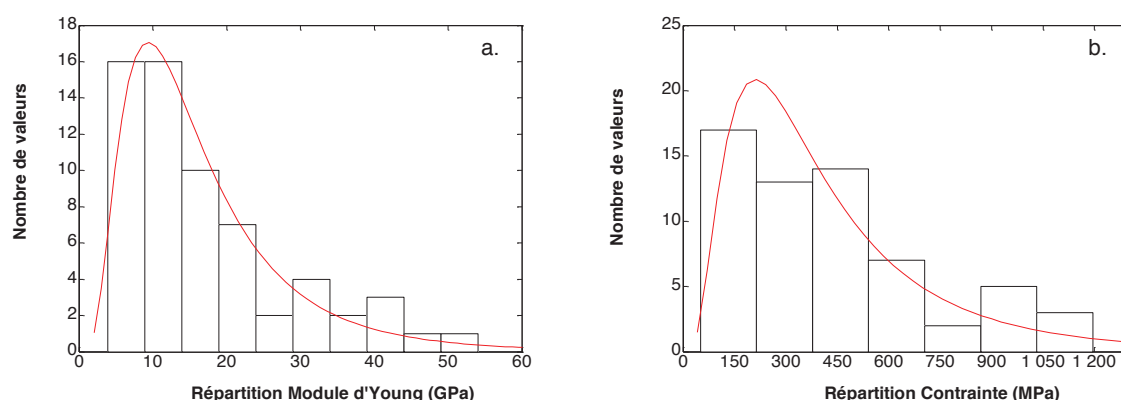 a.
18
16
14
12
10
8
6
4
2
0
Nombre de valeurs
0 10 20 30 40 50 60
Répartition Module d'Young (GPa)
b.
25
20
15
10
5
0
Nombre de valeurs
0 150 300 450 600 750 900 1 050 1 200
Répartition Contrainte (MPa)